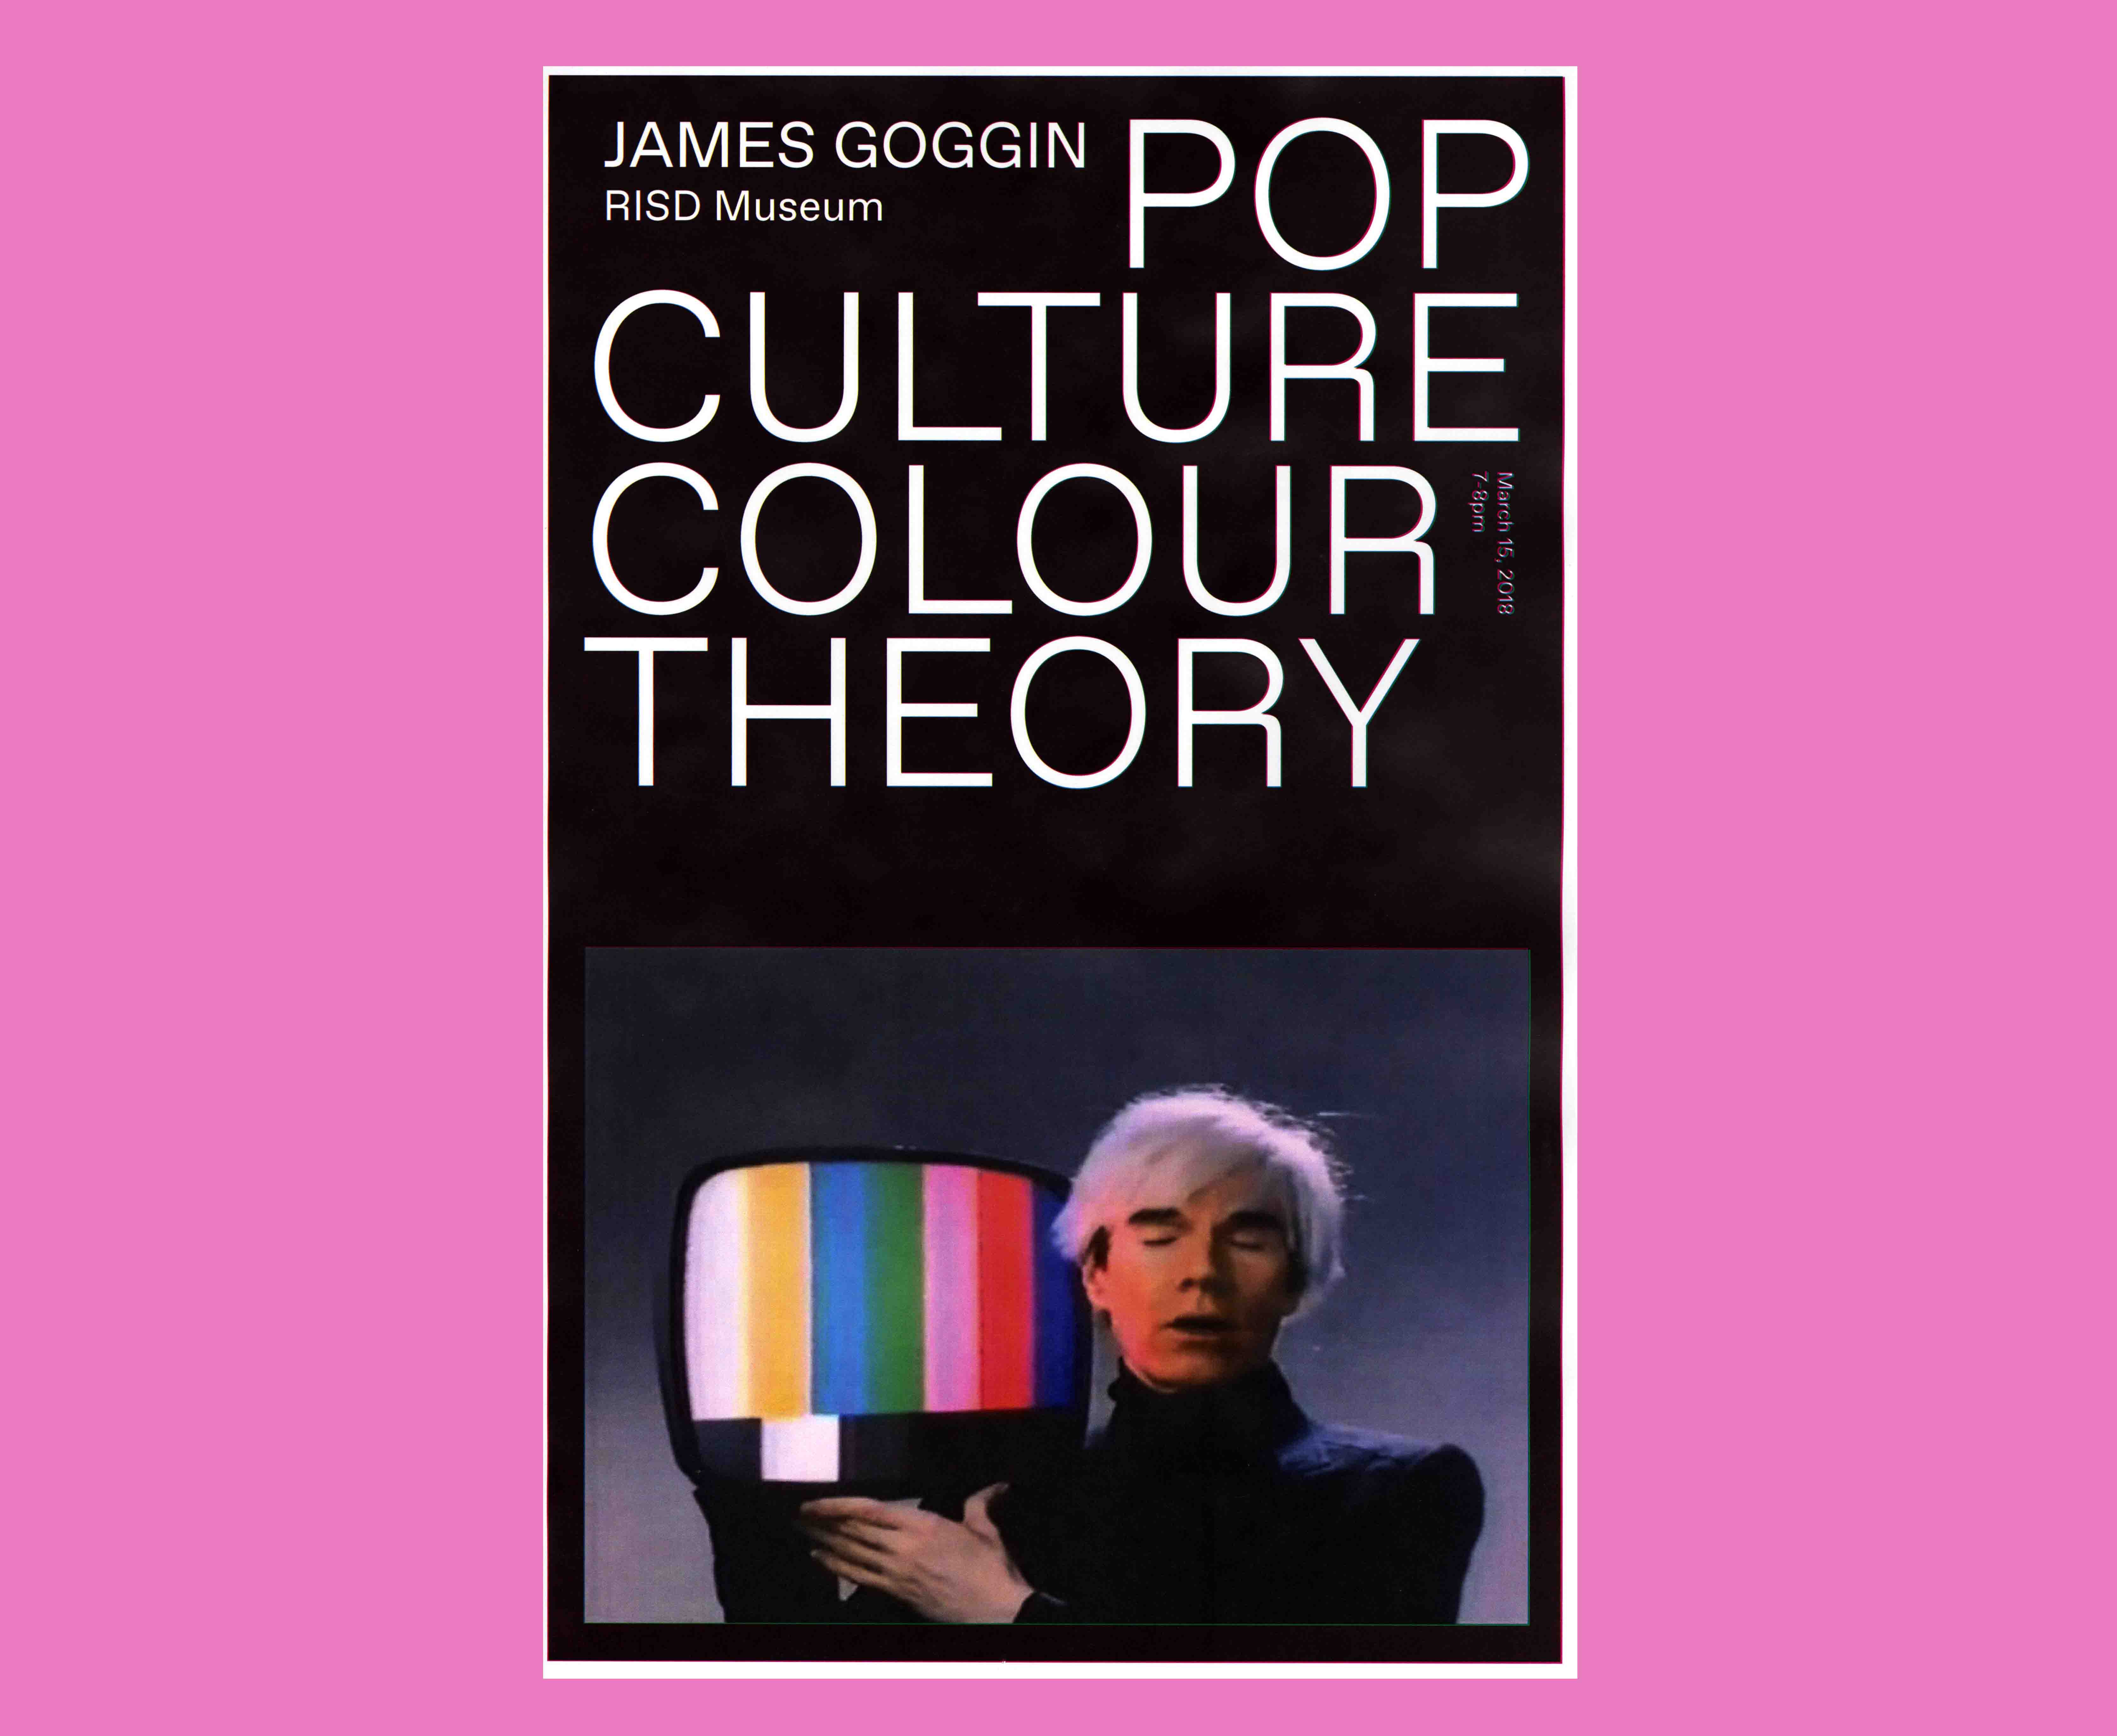 JAMES GOGGIN
RISD Museum
POP
CULTURE
COLOUR
THEORY
March 15, 2018
7-8pm